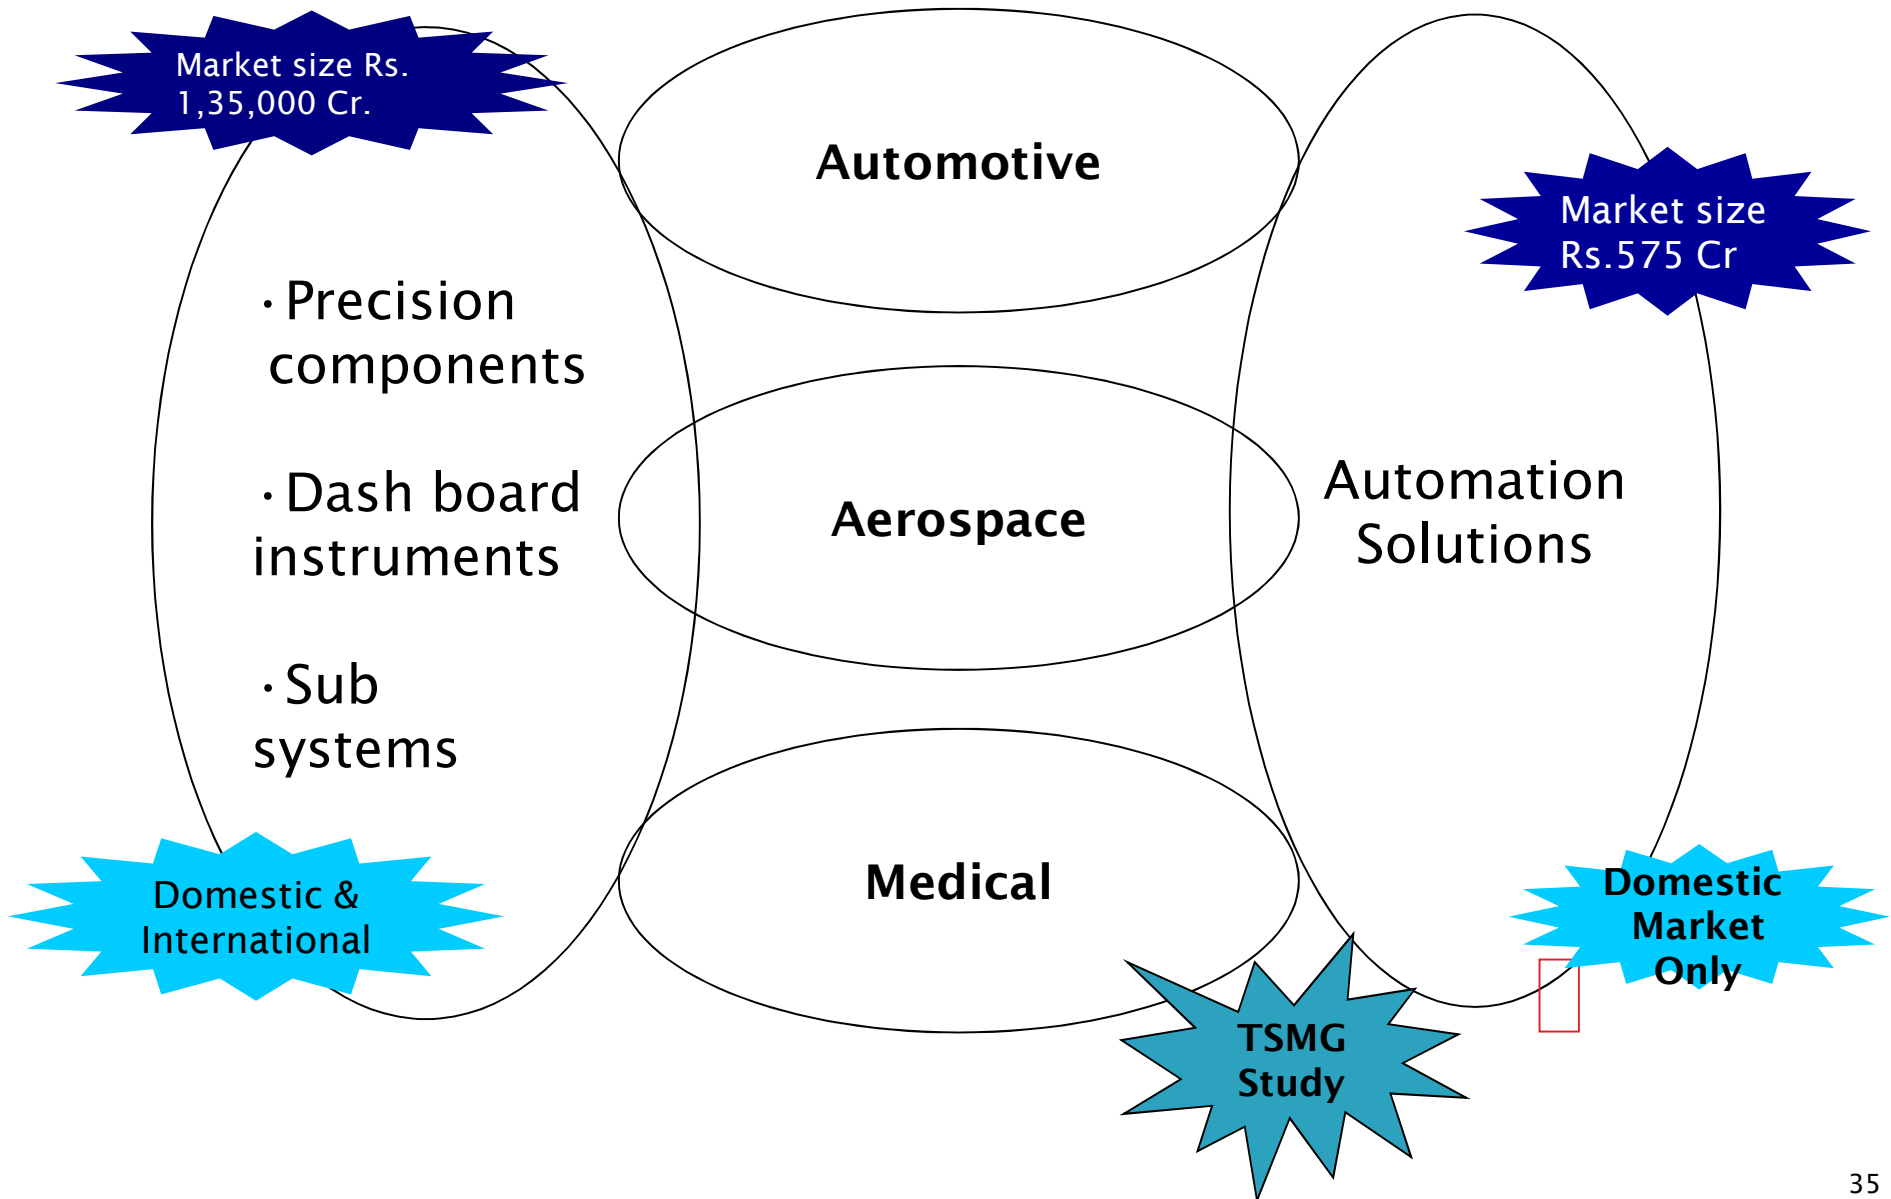 Market size Rs.
1,35,000 Cr.
Automotive
Market size
Rs.575 Cr
·Precision
components
·Dash board
instruments
·Sub
systems
Aerospace
Automation
Solutions
Medical
Domestic &
International
Domestic
Market
Only
TSMG
Study
35